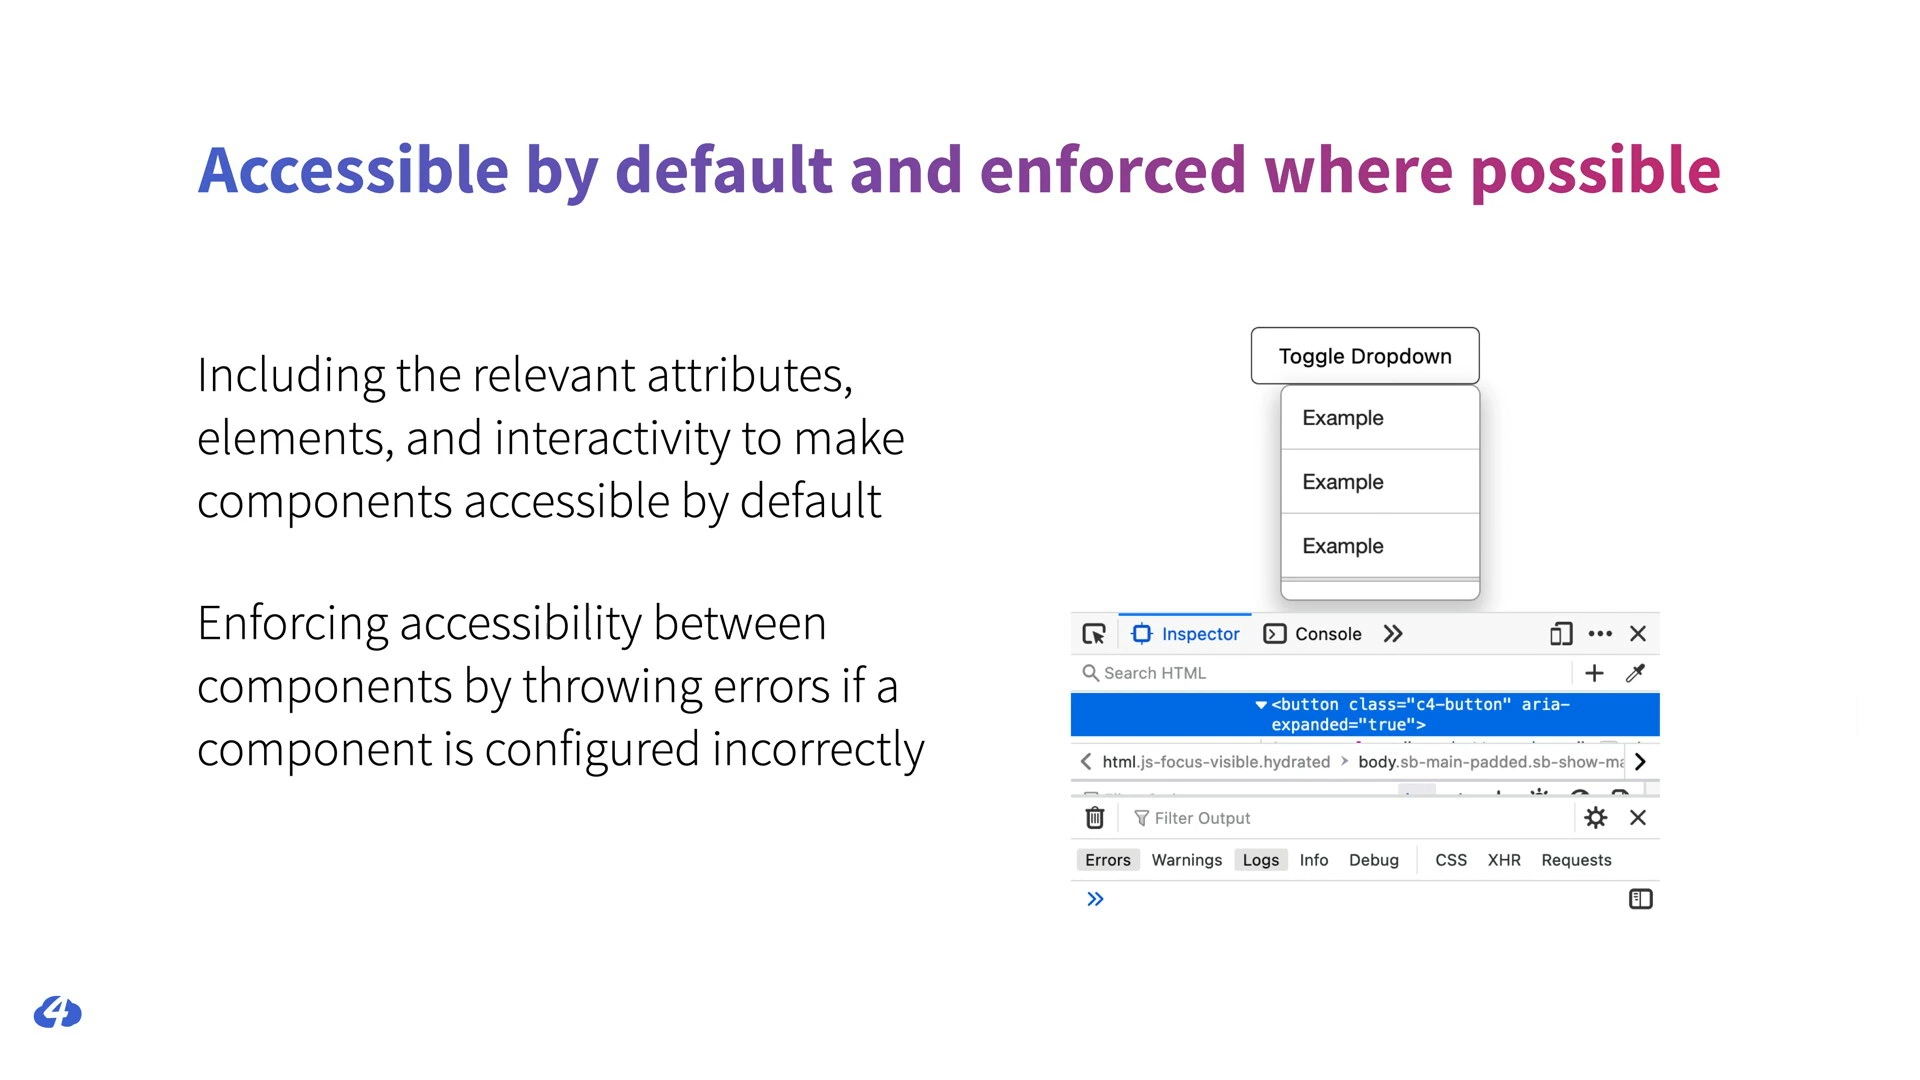 Accessible by default and enforced where possible
Including the relevant attributes,
elements, and interactivity to make
components accessible by default
Enforcing accessibility between
components by throwing errors if a
component is configured incorrectly
Toggle Dropdown
Example
Example
Example
Inspector Console
Search HTML
<button class="c4-button" aria-
expanded="true">
html.js-focus-visible.hydrated body.sb-main-padded.sb-show-ma
Filter Output
Errors Warnings Logs Info Debug CSS XHR Requests
4